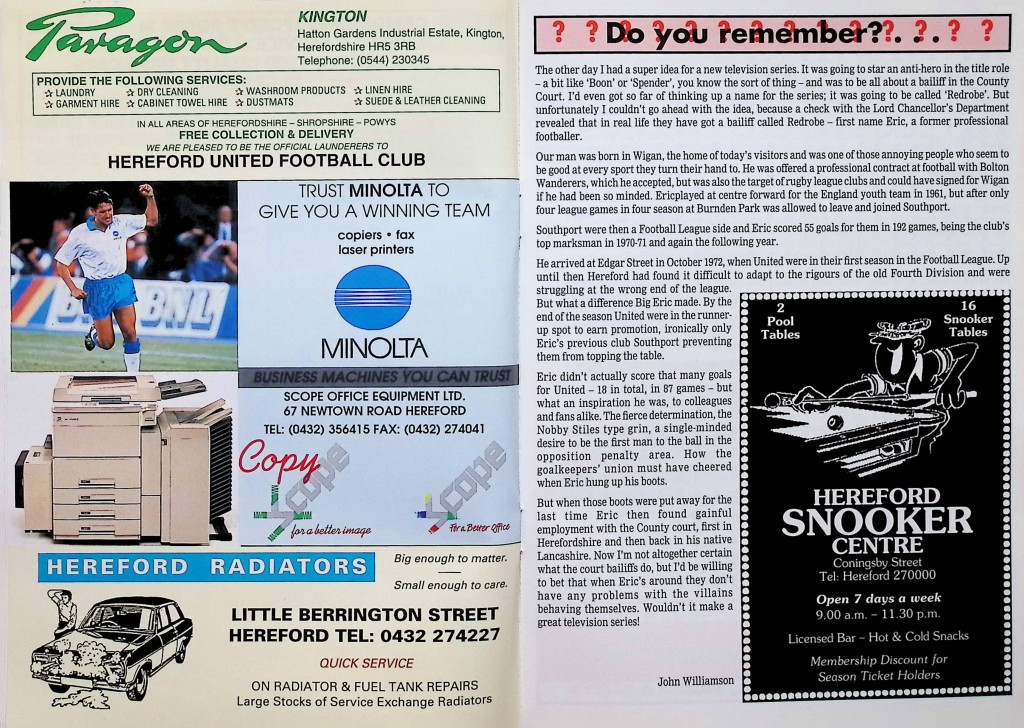 Paragon
KINGTON
Hatton Gardens Industrial Estate, Kington,
Herefordshire HR5 3RB
Telephone: (0544) 230345
PROVIDE THE FOLLOWING SERVICES:
☆ LAUNDRY ☆ DRY CLEANING ☆ WASHROOM PRODUCTS ☆ LINEN HIRE
☆ GARMENT HIRE ☆ CABINET TOWEL HIRE ☆ DUSTMATS ☆ SUEDE & LEATHER CLEANING
IN ALL AREAS OF HEREFORDSHIRE – SHROPSHIRE – POWYS
FREE COLLECTION & DELIVERY
WE ARE PLEASED TO BE THE OFFICIAL LAUNDERERS TO
HEREFORD UNITED FOOTBALL CLUB
BNL
TRUST MINOLTA TO
GIVE YOU A WINNING TEAM
copiers • fax
laser printers
MINOLTA
BUSINESS MACHINES YOU CAN TRUST
SCOPE OFFICE EQUIPMENT LTD.
67 NEWTOWN ROAD HEREFORD
TEL: (0432) 356415 FAX: (0432) 274041
Copy
Scope
for a better image
Scope
For a Better Office
HEREFORD RADIATORS
Big enough to matter.
Small enough to care.
LITTLE BERRINGTON STREET
HEREFORD TEL: 0432 274227
QUICK SERVICE
ON RADIATOR & FUEL TANK REPAIRS
Large Stocks of Service Exchange Radiators
? ? Do you remember?. . . ? ?
The other day I had a super idea for a new television series. It was going to star an anti-hero in the title role
– a bit like 'Boon' or 'Spender', you know the sort of thing – and was to be all about a bailiff in the County
Court. I'd even got so far of thinking up a name for the series; it was going to be called 'Redrobe'. But
unfortunately I couldn't go ahead with the idea, because a check with the Lord Chancellor's Department
revealed that in real life they have got a bailiff called Redrobe – first name Eric, a former professional
footballer.
Our man was born in Wigan, the home of today's visitors and was one of those annoying people who seem to
be good at every sport they turn their hand to. He was offered a professional contract at football with Bolton
Wanderers, which he accepted, but was also the target of rugby league clubs and could have signed for Wigan
if he had been so minded. Ericplayed at centre forward for the England youth team in 1961, but after only
four league games in four season at Burnden Park was allowed to leave and joined Southport.
Southport were then a Football League side and Eric scored 55 goals for them in 192 games, being the club's
top marksman in 1970-71 and again the following year.
He arrived at Edgar Street in October 1972, when United were in their first season in the Football League. Up
until then Hereford had found it difficult to adapt to the rigours of the old Fourth Division and were
struggling at the wrong end of the league.
But what a difference Big Eric made. By the
end of the season United were in the runner-
up spot to earn promotion, ironically only
Eric's previous club Southport preventing
them from topping the table.
Eric didn't actually score that many goals
for United – 18 in total, in 87 games – but
what an inspiration he was, to colleagues
and fans alike. The fierce determination, the
Nobby Stiles type grin, a single-minded
desire to be the first man to the ball in the
opposition penalty area. How the
goalkeepers' union must have cheered
when Eric hung up his boots.
But when those boots were put away for the
last time Eric then found gainful
employment with the County court, first in
Herefordshire and then back in his native
Lancashire. Now I'm not altogether certain
what the court bailiffs do, but I'd be willing
to bet that when Eric's around they don't
have any problems with the villains
behaving themselves. Wouldn't it make a
great television series!
John Williamson
2
Pool
Tables
16
Snooker
Tables
HEREFORD
SNOOKER
CENTRE
Coningsby Street
Tel: Hereford 270000
Open 7 days a week
9.00 a.m. – 11.30 p.m.
Licensed Bar – Hot & Cold Snacks
Membership Discount for
Season Ticket Holders